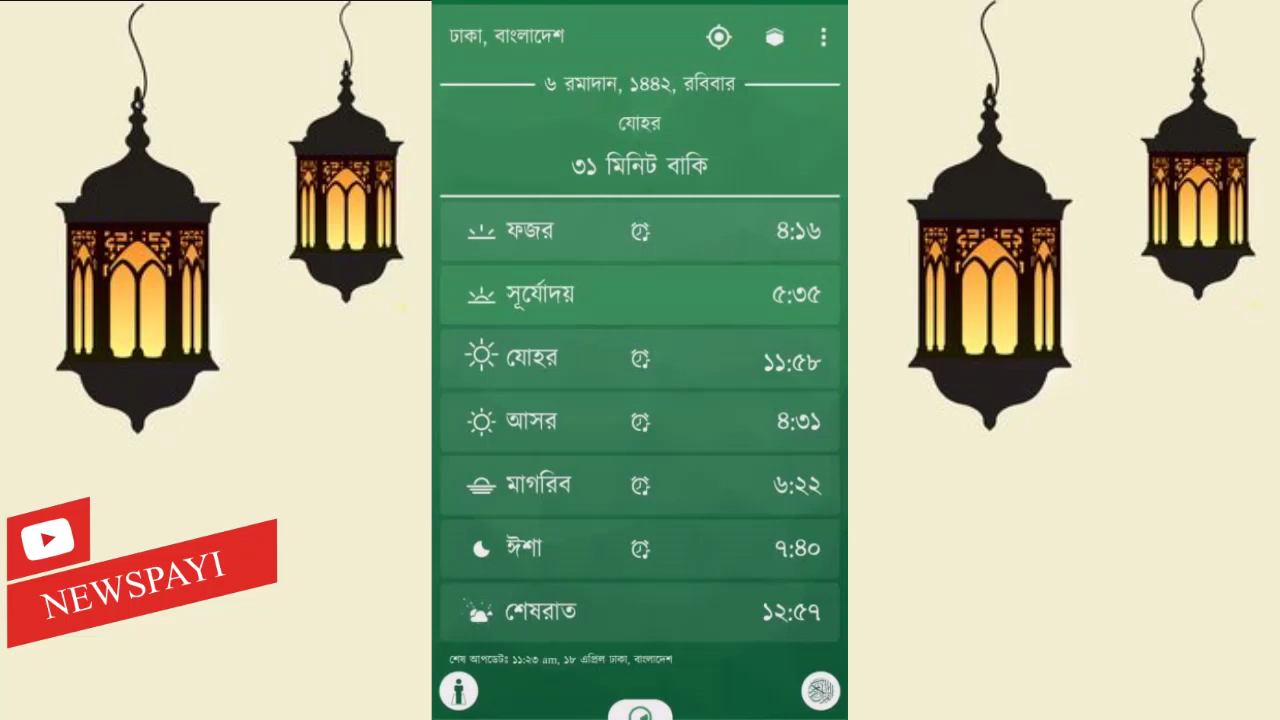 ঢাকা, বাংলাদেশ
৬ রমাদান, ১৪৪২, রবিবার
যোহর
৩১ মিনিট বাকি
ফজর ৪:১৬
সূর্যোদয় ৫:৩৫
যোহর ১১:৫৮
আসর ৪:৩১
মাগরিব ৬:২২
ঈশা ৭:৪০
শেষরাত ১২:৫৭
শেষ আপডেটঃ ১১:২৩ am, ১৮ এপ্রিল ঢাকা, বাংলাদেশ
NEWSPAYI